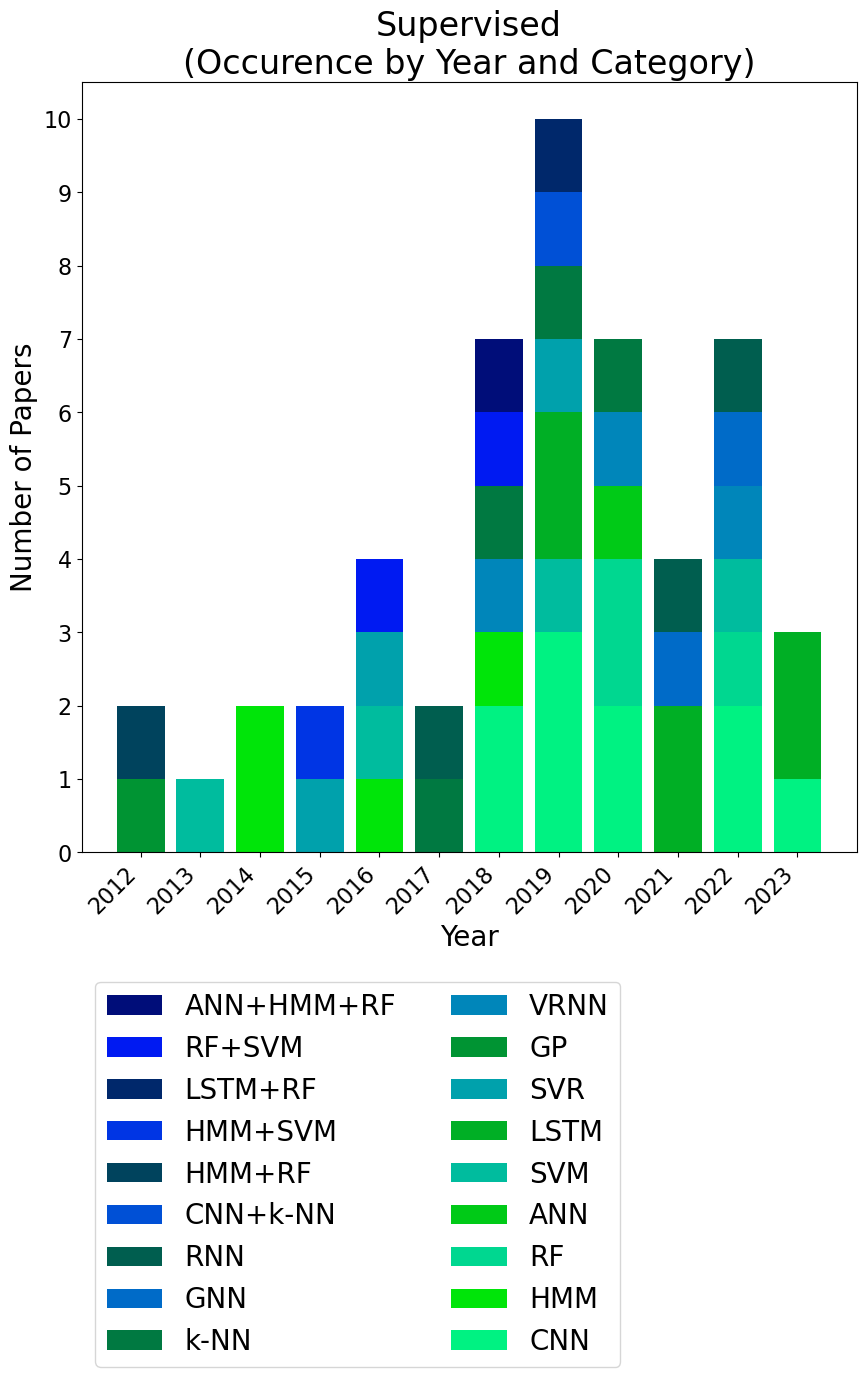 Supervised
(Occurence by Year and Category)
Number of Papers
10
9
8
7
6
5
4
3
2
1
0
2012
2013
2014
2015
2016
2017
2018
2019
2020
2021
2022
2023
Year
ANN+HMM+RF
RF+SVM
LSTM+RF
HMM+SVM
HMM+RF
CNN+k-NN
RNN
GNN
k-NN
VRNN
GP
SVR
LSTM
SVM
ANN
RF
HMM
CNN